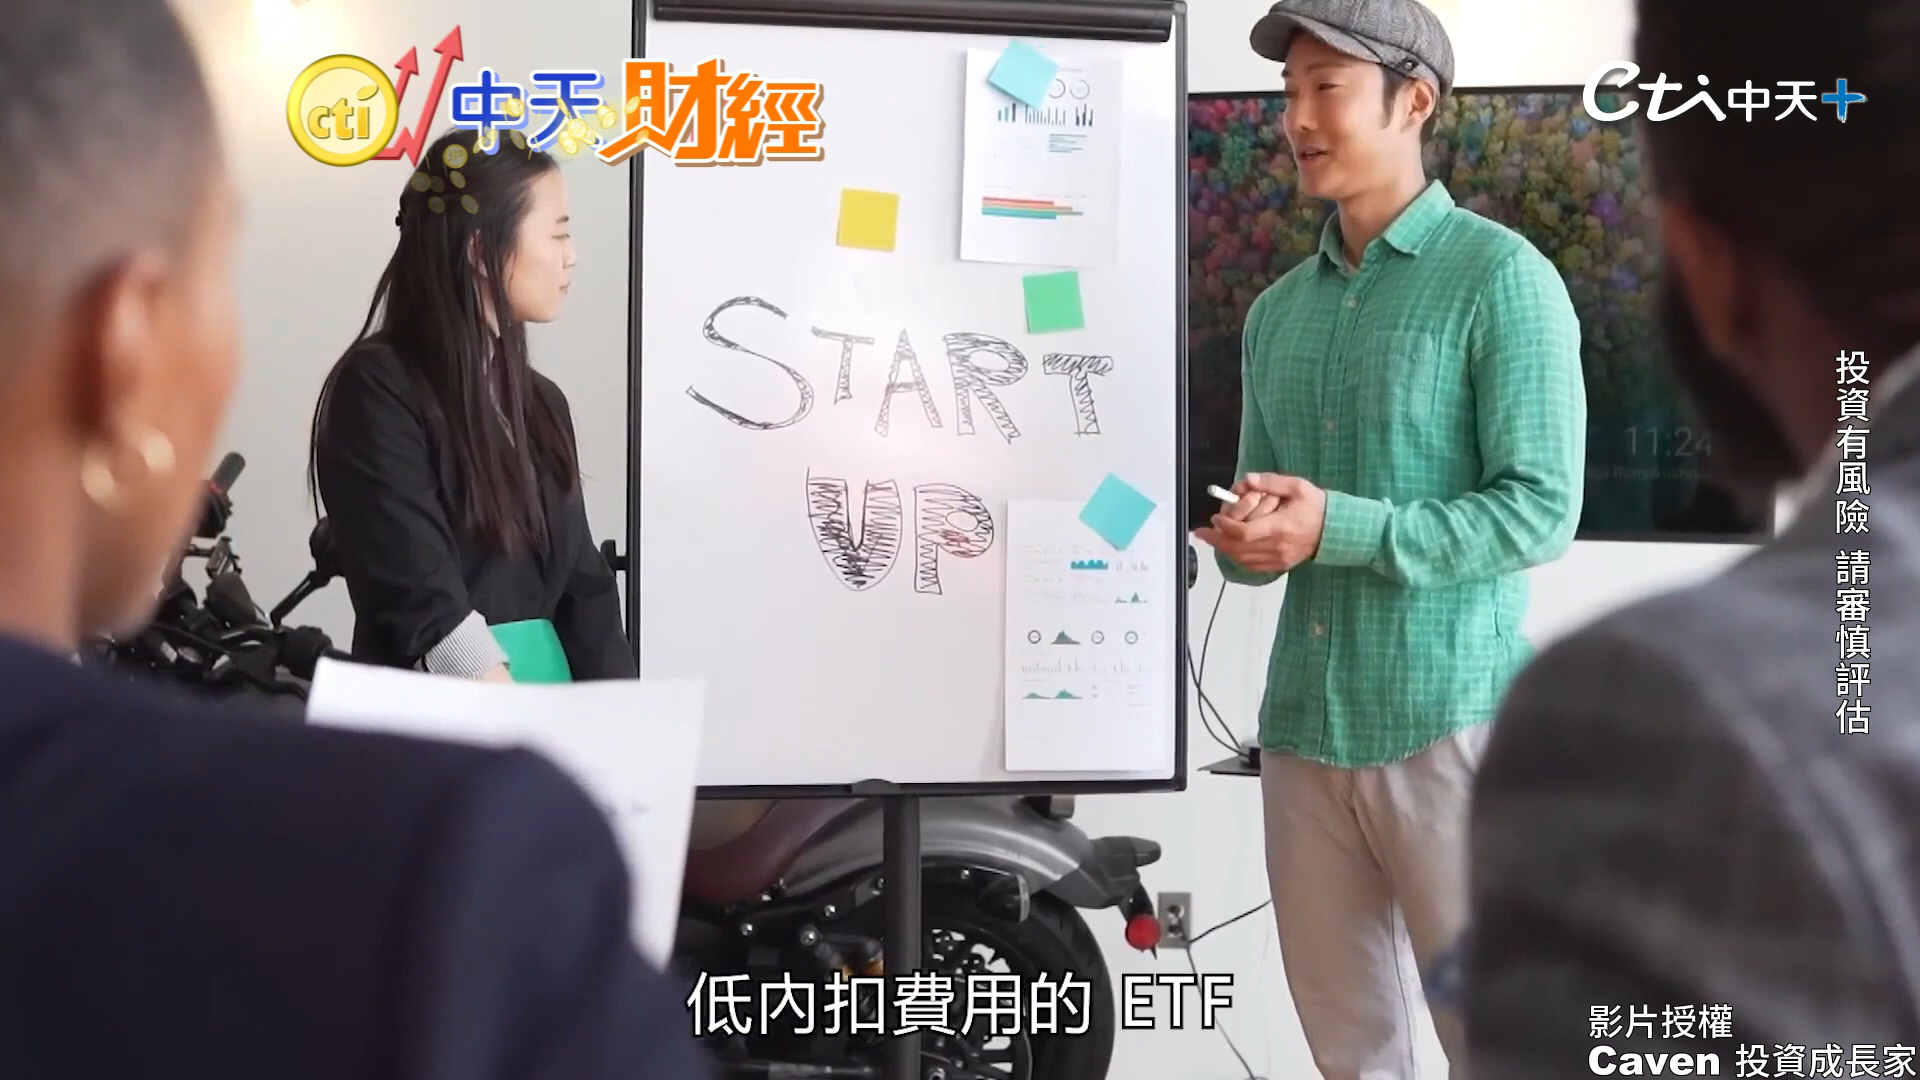 cti 中天財經
cti中天+
START
UP
11:24
投資有風險 請審慎評估
低內扣費用的 ETF
影片授權
Caven 投資成長家